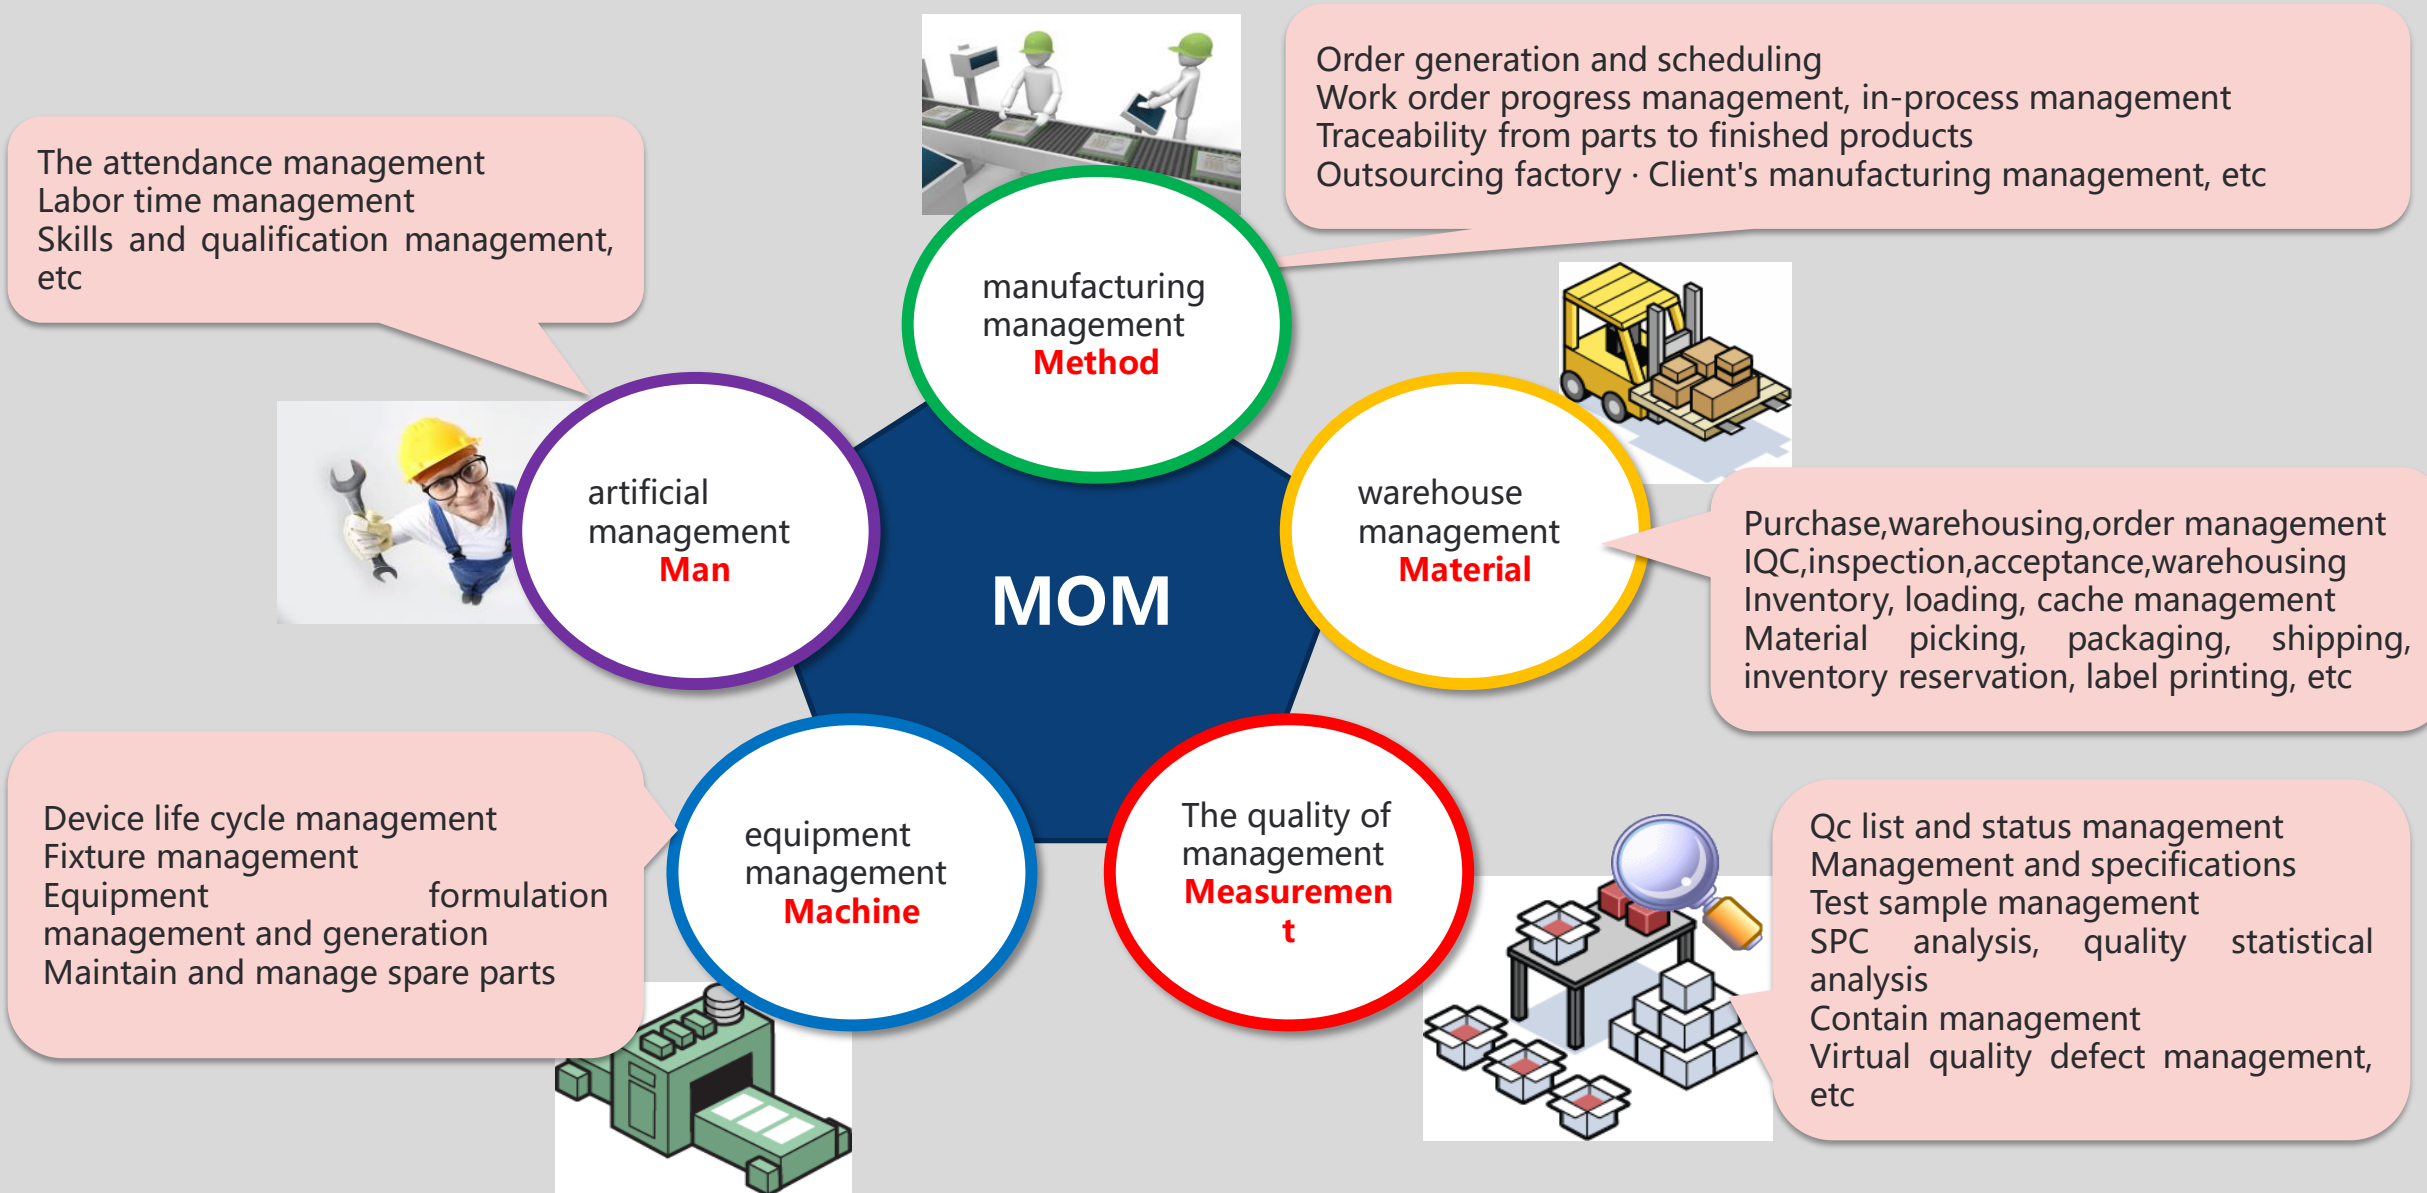 Order generation and scheduling
Work order progress management, in-process management
Traceability from parts to finished products
Outsourcing factory · Client's manufacturing management, etc
The attendance management
Labor time management
Skills and qualification management,
etc
manufacturing
management
Method
artificial
management
Man
MOM
warehouse
management
Material
Purchase,warehousing,order management
IQC,inspection,acceptance,warehousing
Inventory, loading, cache management
Material picking, packaging, shipping,
inventory reservation, label printing, etc
Device life cycle management
Fixture management
Equipment formulation
management and generation
Maintain and manage spare parts
equipment
management
Machine
The quality of
management
Measuremen
t
Qc list and status management
Management and specifications
Test sample management
SPC analysis, quality statistical
analysis
Contain management
Virtual quality defect management,
etc